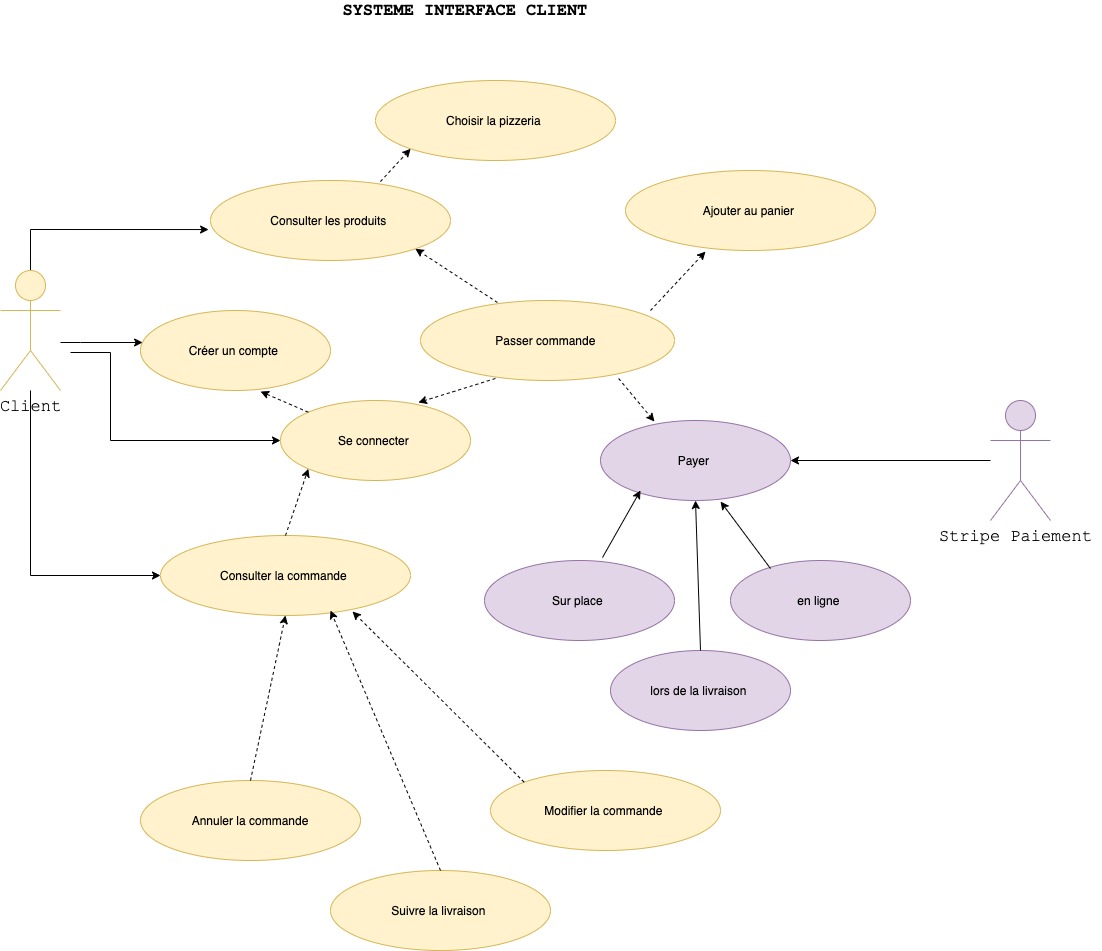 SYSTEME INTERFACE CLIENT
Choisir la pizzeria
Ajouter au panier
Consulter les produits
Passer commande
Créer un compte
Client
Se connecter
Payer
Stripe Paiement
Consulter la commande
Sur place
en ligne
lors de la livraison
Modifier la commande
Annuler la commande
Suivre la livraison